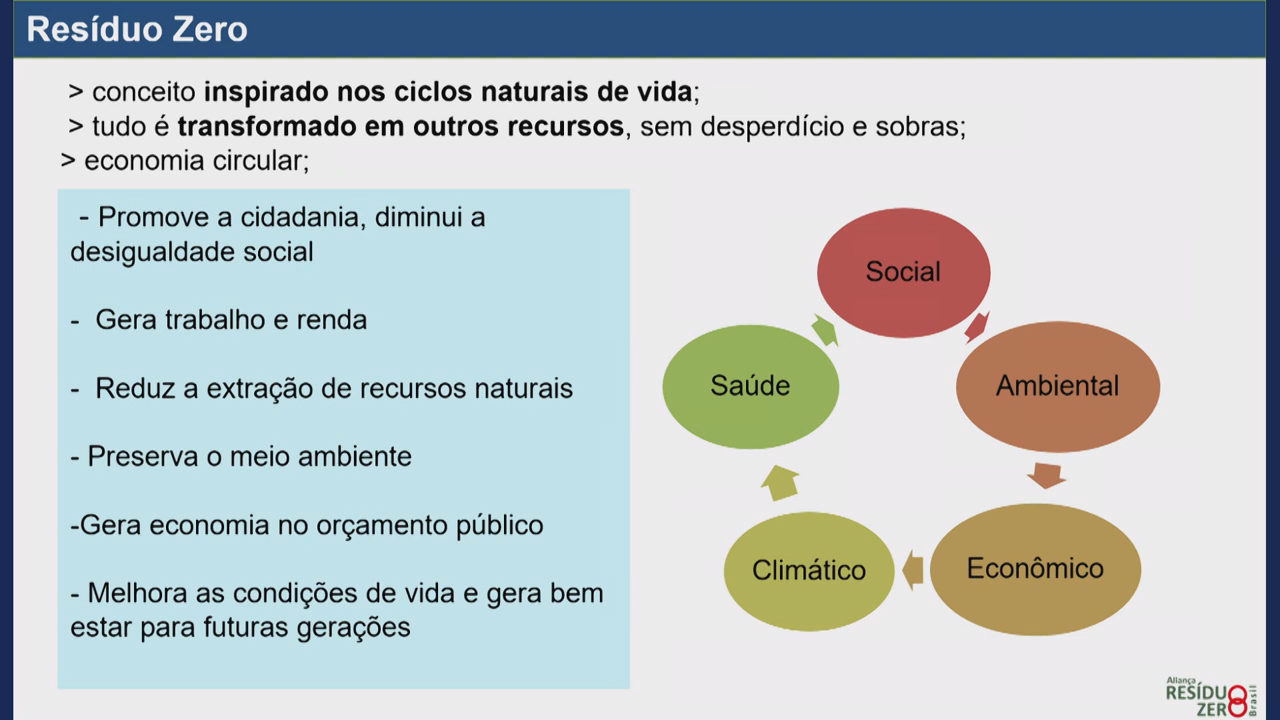 Resíduo Zero
> conceito inspirado nos ciclos naturais de vida;
> tudo é transformado em outros recursos, sem desperdício e sobras;
> economia circular;
- Promove a cidadania, diminui a
desigualdade social
- Gera trabalho e renda
- Reduz a extração de recursos naturais
- Preserva o meio ambiente
-Gera economia no orçamento público
- Melhora as condições de vida e gera bem
estar para futuras gerações
Social
Ambiental
Econômico
Climático
Saúde
Aliança
RESÍDUO
ZERO
Brasil